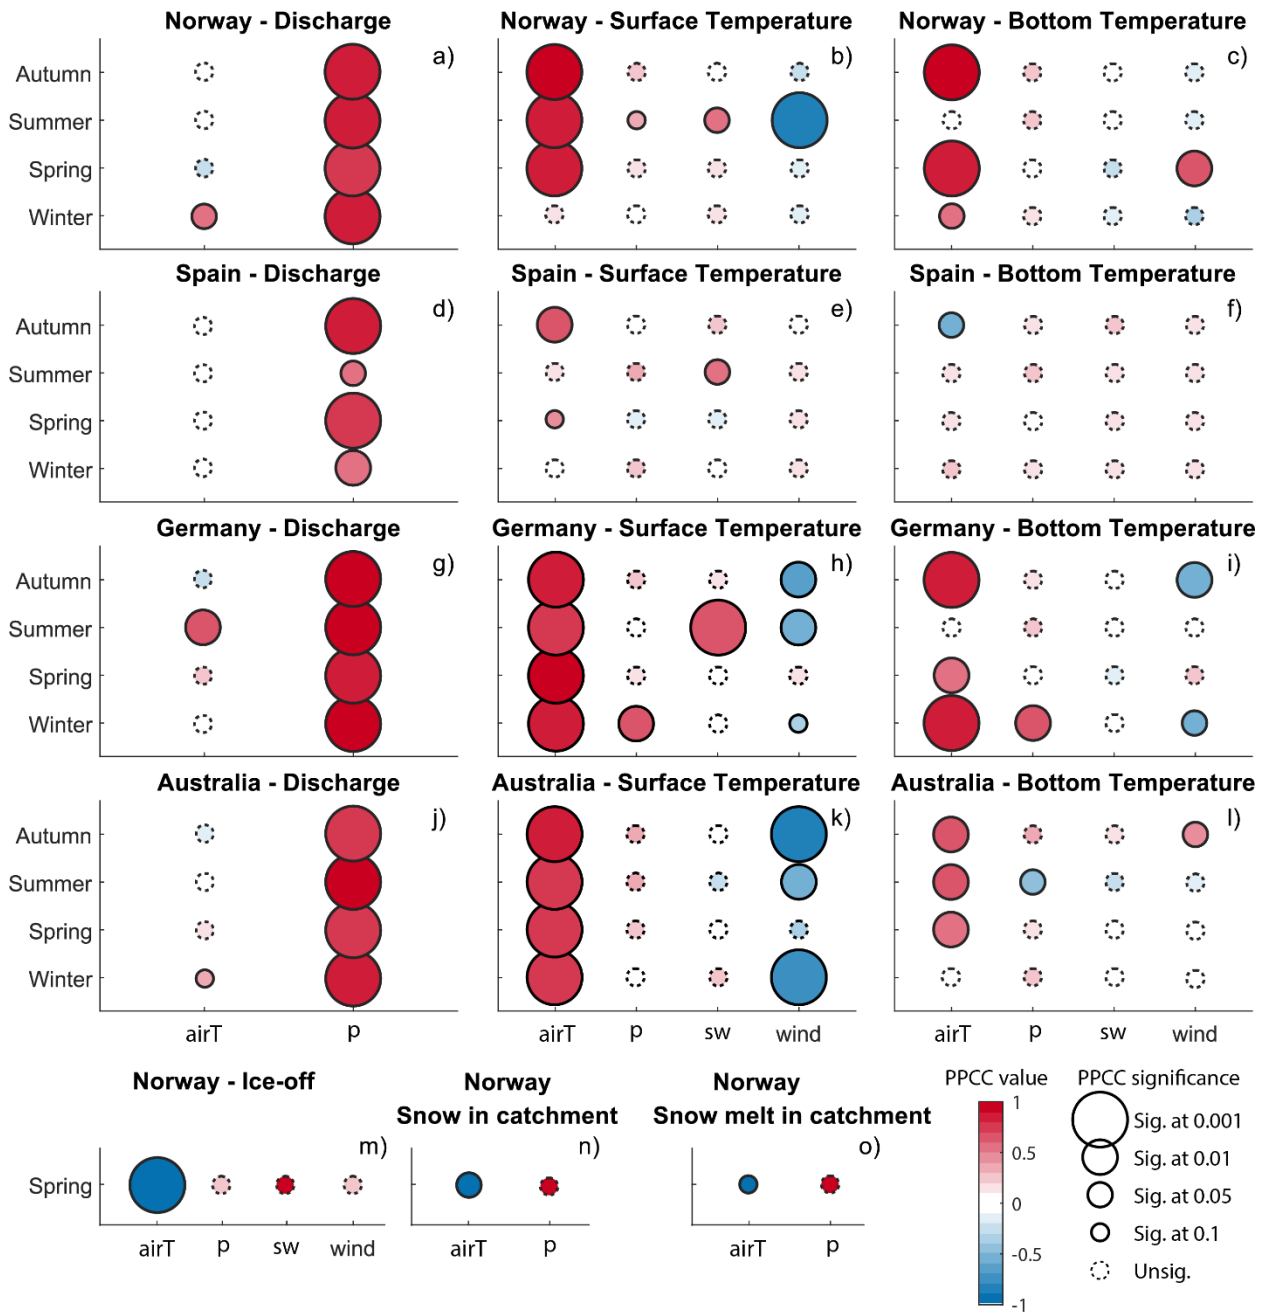 Norway - Discharge
a)
Autumn
Summer
Spring
Winter
Norway - Surface Temperature
b)
Norway - Bottom Temperature
c)
Spain - Discharge
d)
Autumn
Summer
Spring
Winter
Spain - Surface Temperature
e)
Spain - Bottom Temperature
f)
Germany - Discharge
g)
Autumn
Summer
Spring
Winter
Germany - Surface Temperature
h)
Germany - Bottom Temperature
i)
Australia - Discharge
j)
Autumn
Summer
Spring
Winter
airT p
Australia - Surface Temperature
k)
airT p sw wind
Australia - Bottom Temperature
l)
airT p sw wind
Norway - Ice-off
m)
Spring
airT p sw wind
Norway
Snow in catchment
n)
airT p
Norway
Snow melt in catchment
o)
airT p
PPCC value
1
0.5
0
-0.5
-1
PPCC significance
Sig. at 0.001
Sig. at 0.01
Sig. at 0.05
Sig. at 0.1
Unsig.